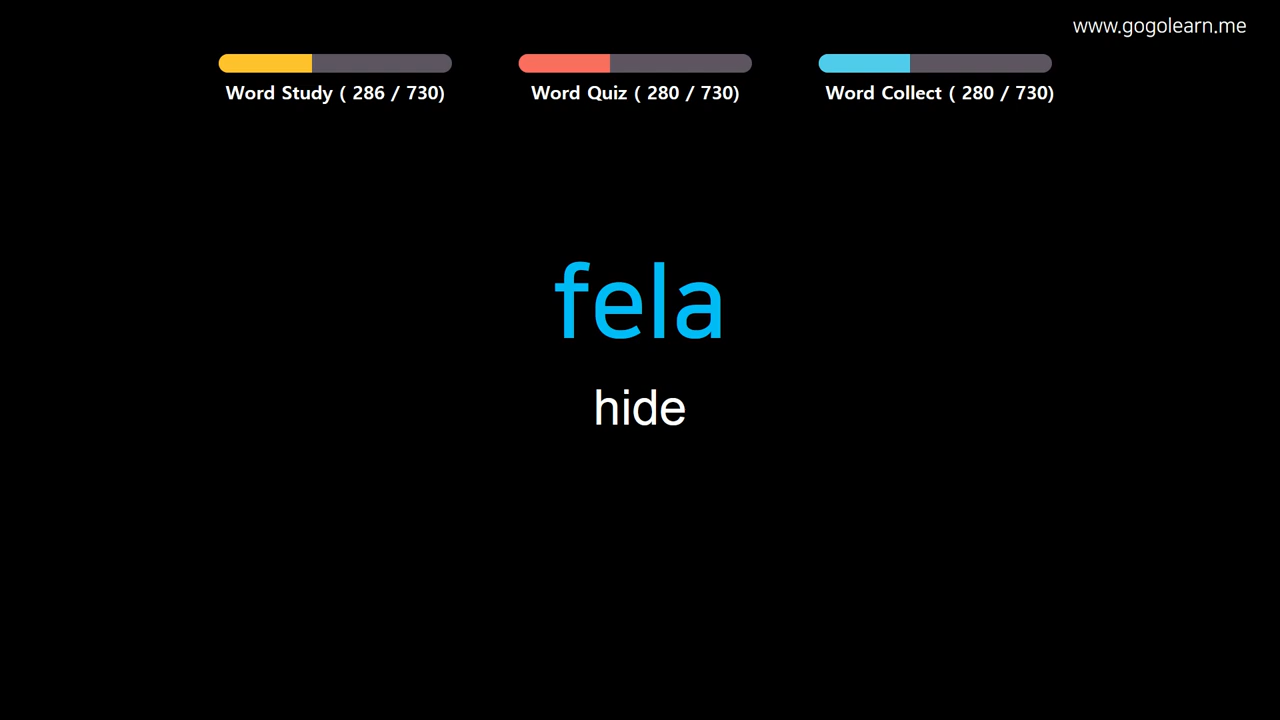 www.gogolearn.me
Word Study ( 286 / 730)
Word Quiz ( 280 / 730)
Word Collect ( 280 / 730)
fela
hide